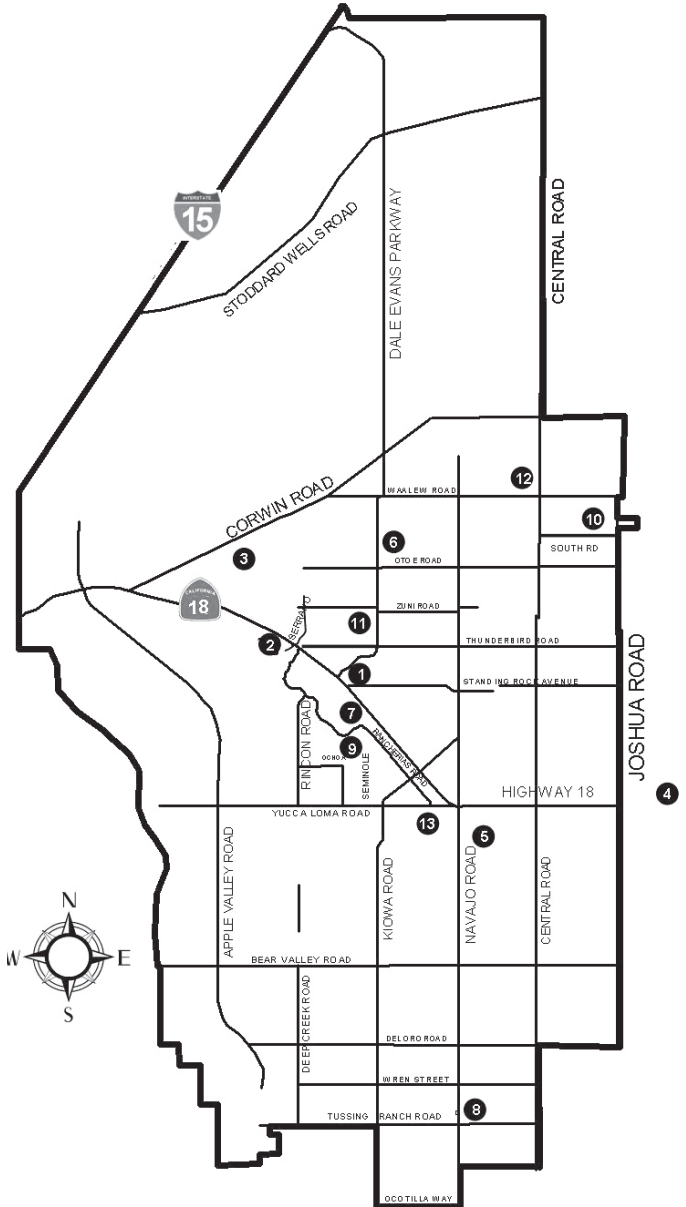 INTERSTATE
15
STODDARD WELLS ROAD
DALE EVANS PARKWAY
CENTRAL ROAD
CORWIN ROAD
WAALEW ROAD
12
10
SOUTH RD
3
6
OTOE ROAD
CALIFORNIA
18
SERRANO
ZUNI ROAD
11
2
THUNDERBIRD ROAD
1
STANDING ROCK AVENUE
JOSHUA ROAD
7
RANCHERIAS ROAD
9
RINCON ROAD
OCHOA
SEMINOLE
HIGHWAY 18
4
YUCCA LOMA ROAD
13
5
APPLE VALLEY ROAD
KIOWA ROAD
NAVAJO ROAD
CENTRAL ROAD
N
W
E
S
BEAR VALLEY ROAD
DEEP CREEK ROAD
DEL ORO ROAD
WREN STREET
TUSSING RANCH ROAD
8
OCOTILLA WAY